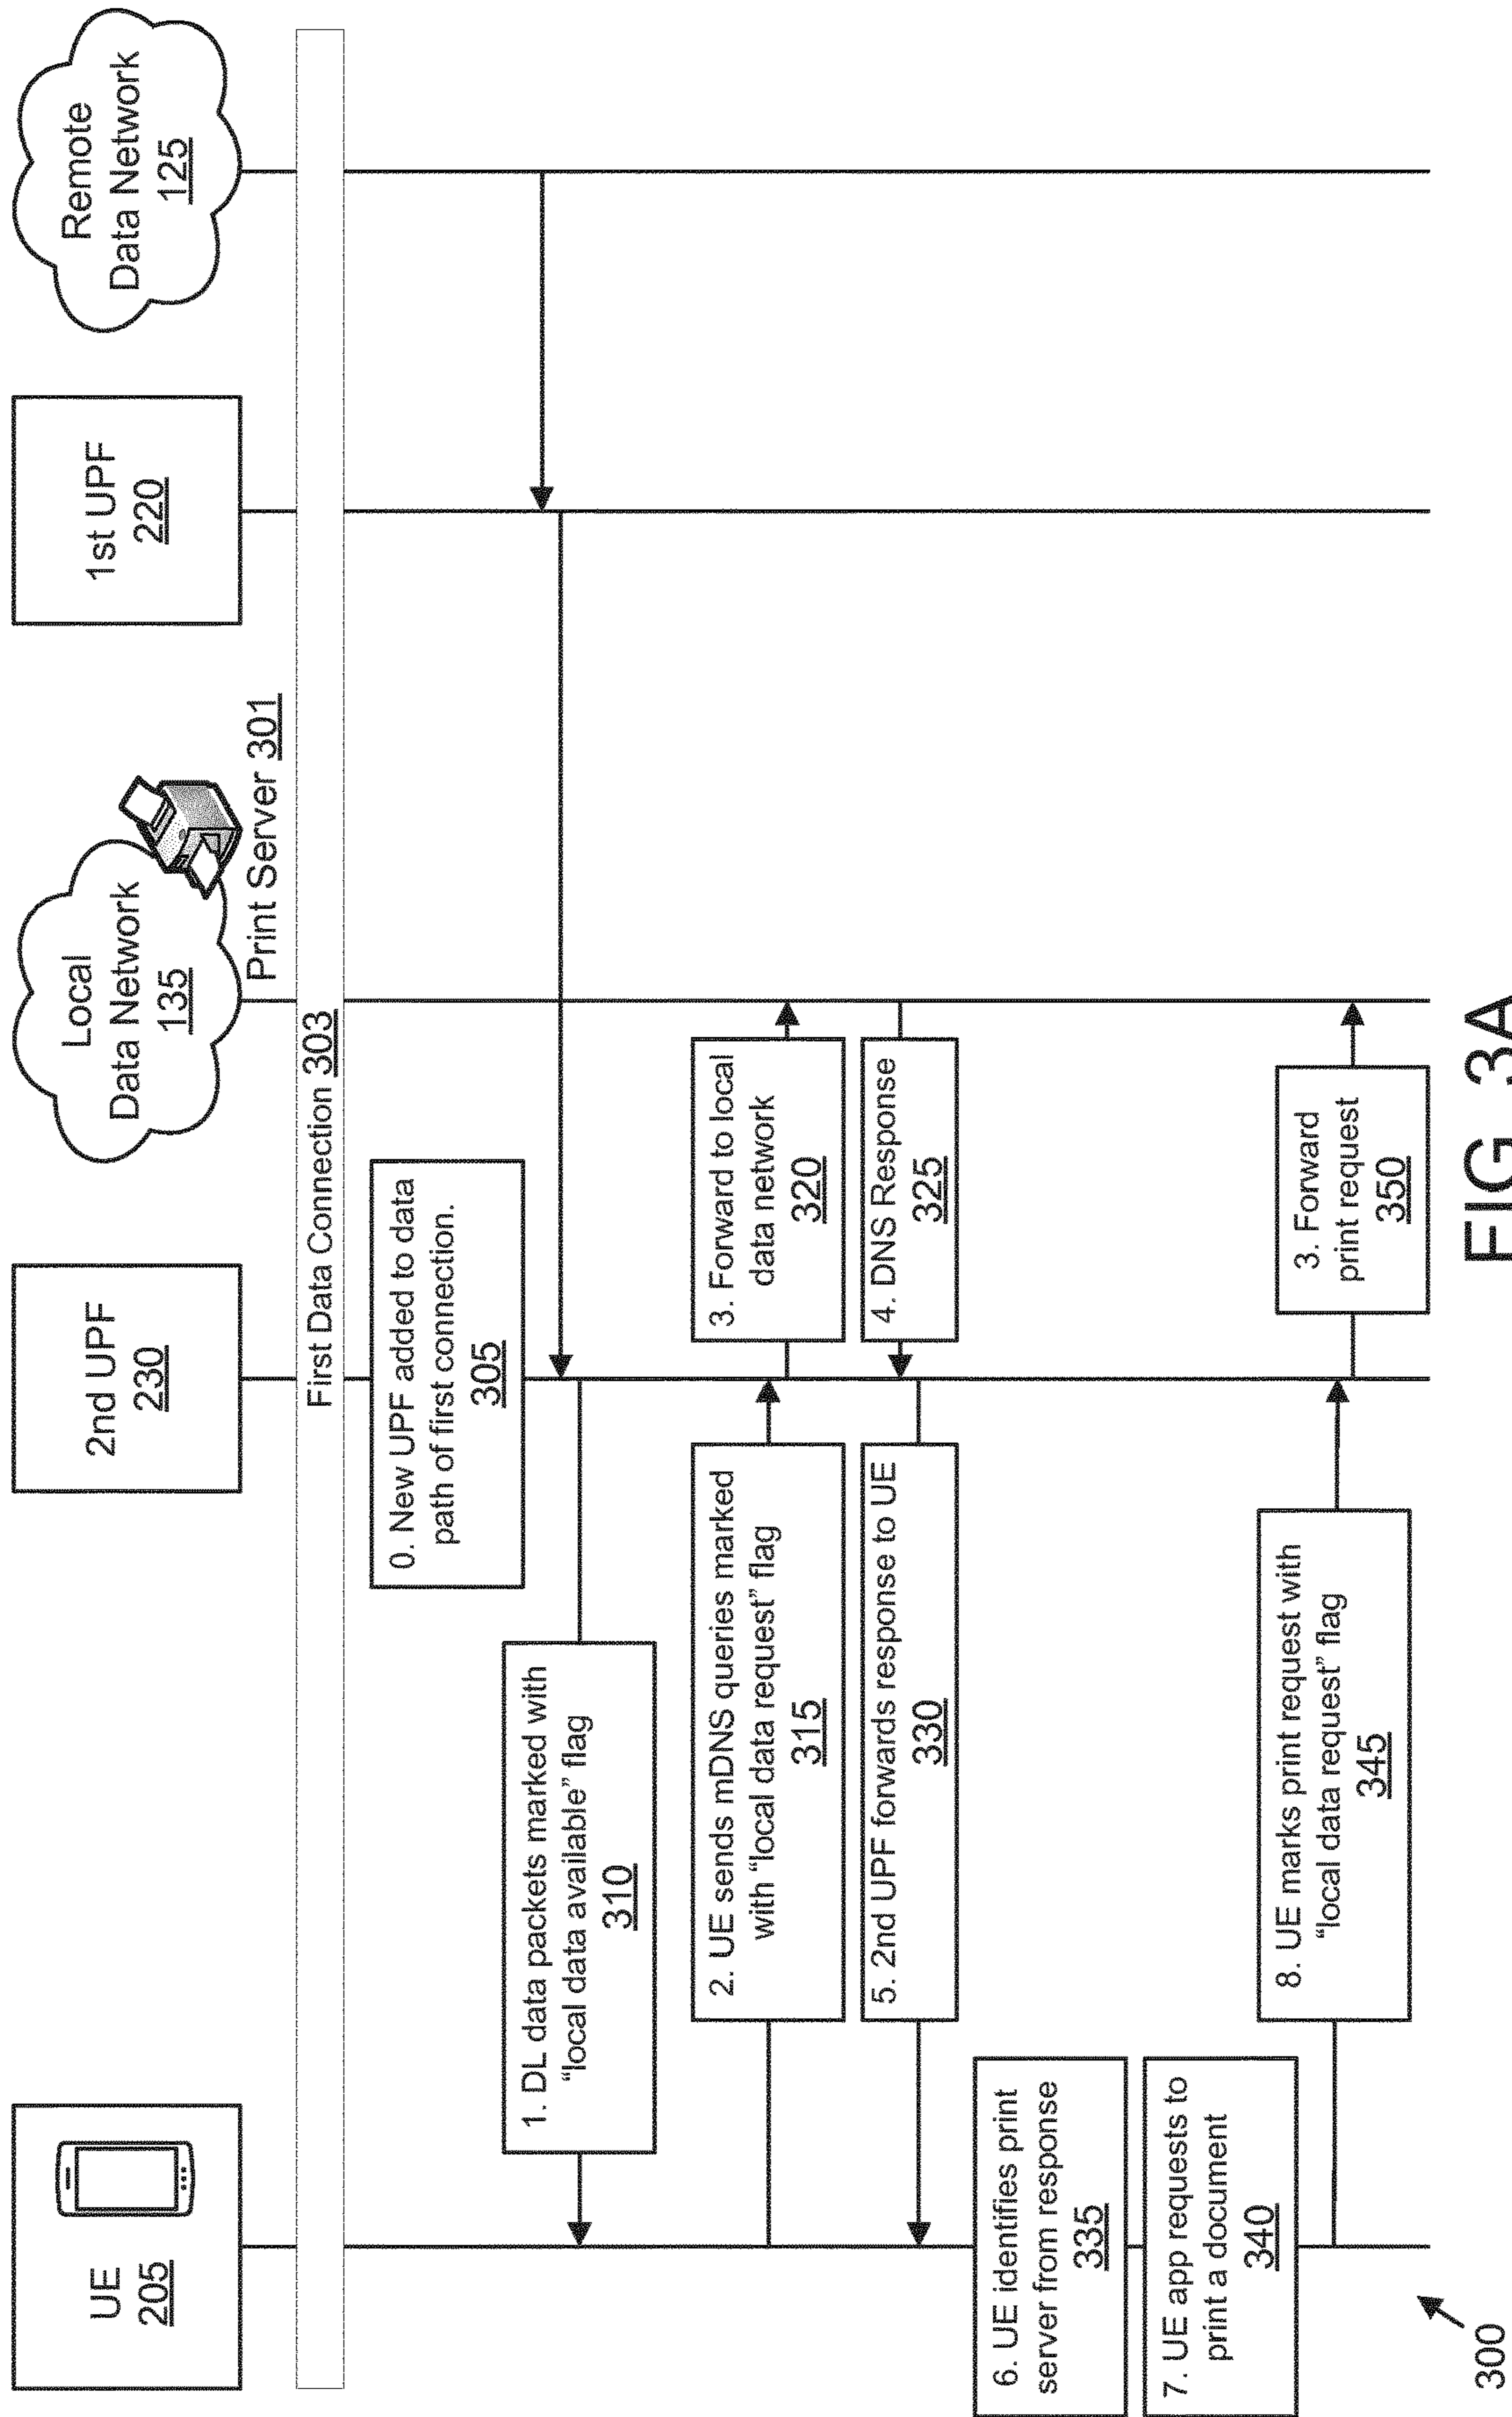 UE
205
2nd UPF
230
Local
Data Network
135
Print Server 301
1st UPF
220
Remote
Data Network
125
First Data Connection 303
0. New UPF added to data
path of first connection.
305
1. DL data packets marked with
“local data available” flag
310
2. UE sends mDNS queries marked
with “local data request” flag
315
3. Forward to local
data network
320
4. DNS Response
325
5. 2nd UPF forwards response to UE
330
6. UE identifies print
server from response
335
7. UE app requests to
print a document
340
8. UE marks print request with
“local data request” flag
345
3. Forward
print request
350
300
FIG. 3A